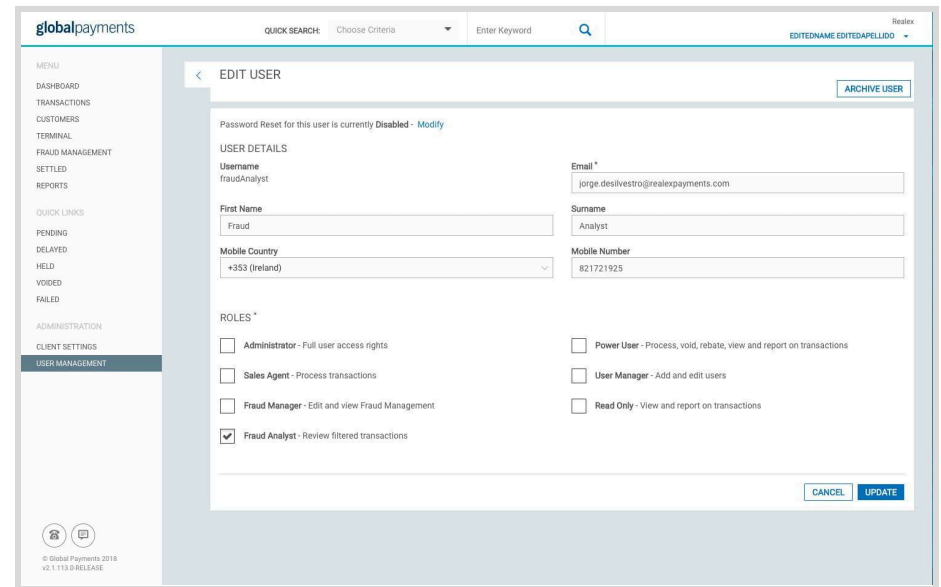 globalpayments
QUICK SEARCH: Choose Criteria Enter Keyword
Realex
EDITEDNAME EDITEDAPELLIDO
MENU
DASHBOARD
TRANSACTIONS
CUSTOMERS
TERMINAL
FRAUD MANAGEMENT
SETTLED
REPORTS
QUICK LINKS
PENDING
DELAYED
HELD
VOIDED
FAILED
ADMINISTRATION
CLIENT SETTINGS
USER MANAGEMENT
© Global Payments 2018
v2.1.113.0-RELEASE
< EDIT USER
ARCHIVE USER
Password Reset for this user is currently Disabled - Modify
USER DETAILS
Username
fraudAnalyst
Email *
jorge.desilvestro@realexpayments.com
First Name
Fraud
Surname
Analyst
Mobile Country
+353 (Ireland)
Mobile Number
821721925
ROLES *
Administrator - Full user access rights
Power User - Process, void, rebate, view and report on transactions
Sales Agent - Process transactions
User Manager - Add and edit users
Fraud Manager - Edit and view Fraud Management
Read Only - View and report on transactions
Fraud Analyst - Review filtered transactions
CANCEL UPDATE